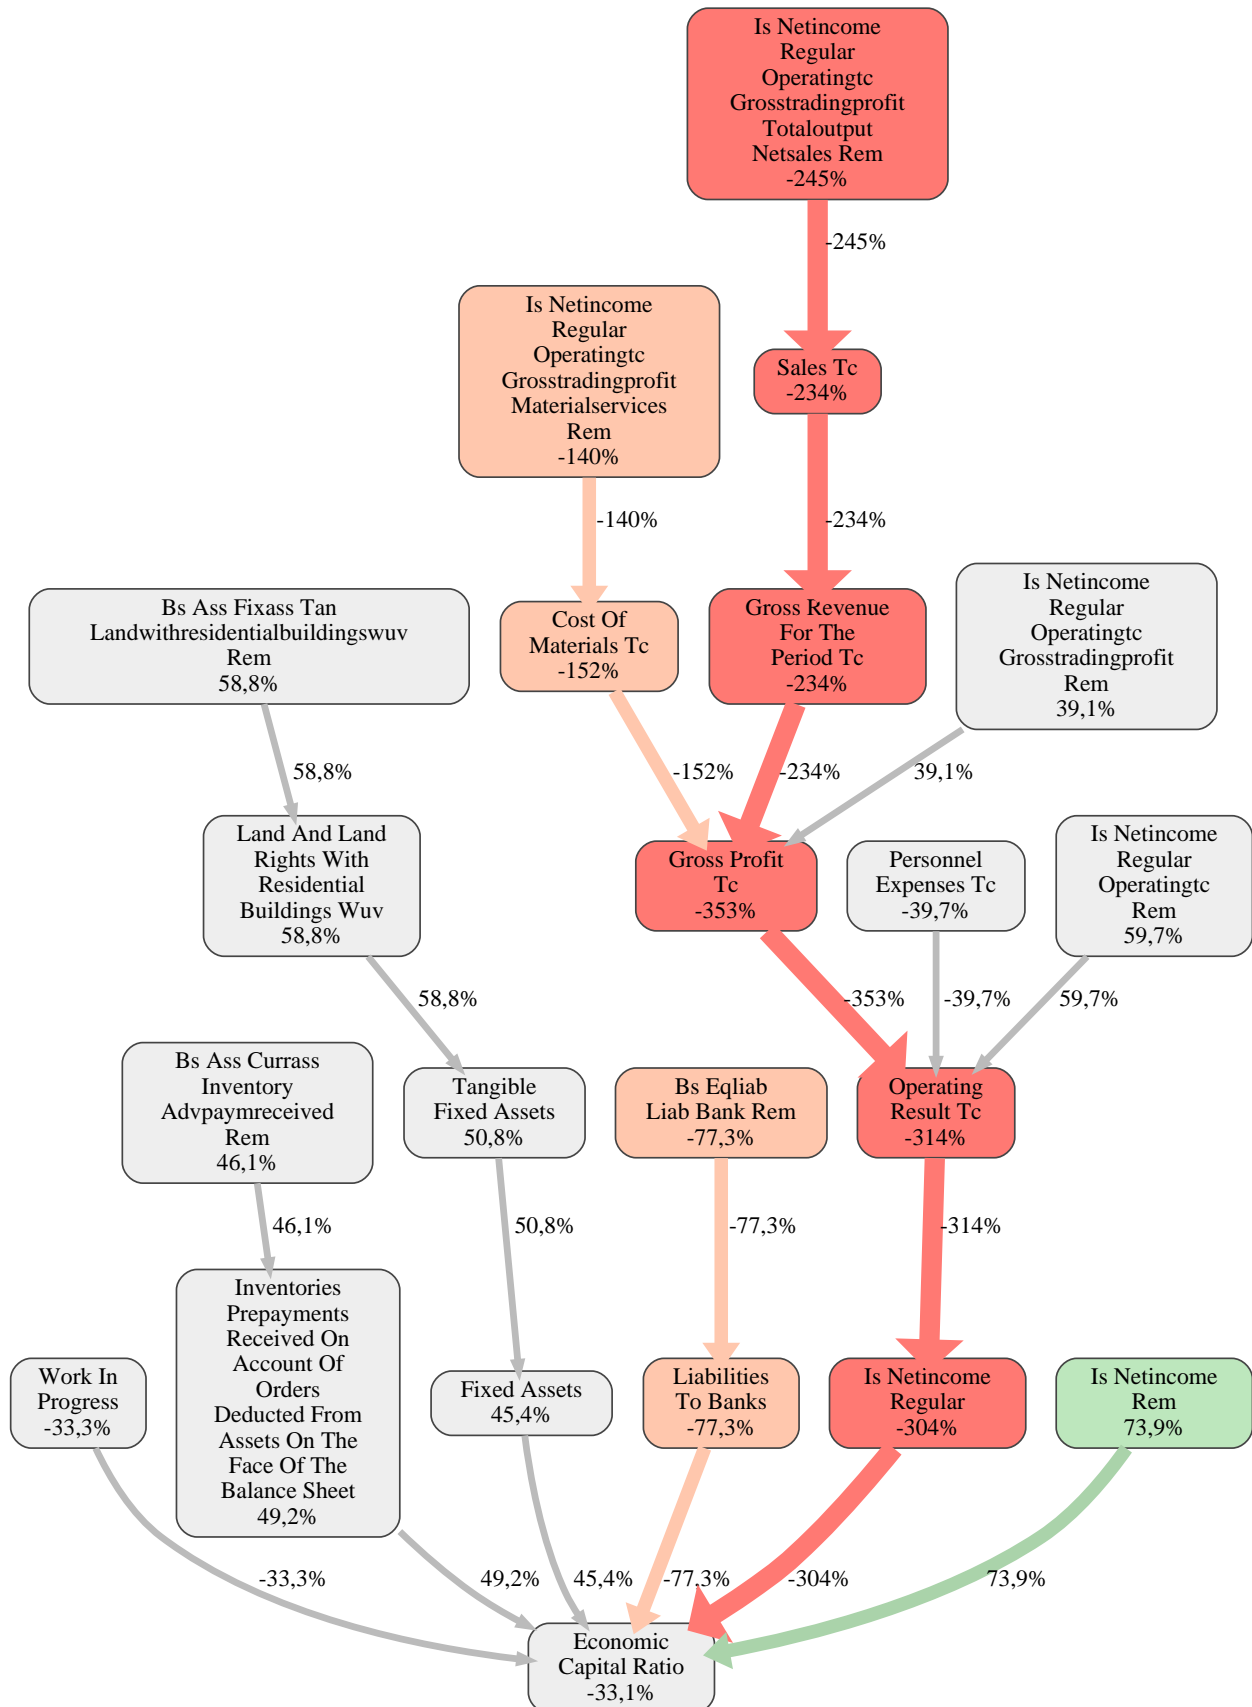 Is Netincome
Regular
Operatingtc
Grosstradingprofit
Totaloutput
Netsales Rem
-245%
-245%
Is Netincome
Regular
Operatingtc
Grosstradingprofit
Materialservices
Rem
-140%
Sales Tc
-234%
-140%
-234%
Bs Ass Fixass Tan
Landwithresidentialbuildingswuv
Rem
58,8%
Cost Of
Materials Tc
-152%
Gross Revenue
For The
Period Tc
-234%
Is Netincome
Regular
Operatingtc
Grosstradingprofit
Rem
39,1%
58,8%
-152%
-234%
39,1%
Land And Land
Rights With
Residential
Buildings Wuv
58,8%
Gross Profit
Tc
-353%
Personnel
Expenses Tc
-39,7%
Is Netincome
Regular
Operatingtc
Rem
59,7%
58,8%
-353%
-39,7%
59,7%
Bs Ass Currass
Inventory
Advpaymreceived
Rem
46,1%
Tangible
Fixed Assets
50,8%
Bs Eqliab
Liab Bank Rem
-77,3%
Operating
Result Tc
-314%
46,1%
50,8%
-77,3%
-314%
Work In
Progress
-33,3%
Inventories
Prepayments
Received On
Account Of
Orders
Deducted From
Assets On The
Face Of The
Balance Sheet
49,2%
Fixed Assets
45,4%
Liabilities
To Banks
-77,3%
Is Netincome
Regular
-304%
Is Netincome
Rem
73,9%
-33,3%
49,2%
45,4%
-77,3%
-304%
73,9%
Economic
Capital Ratio
-33,1%